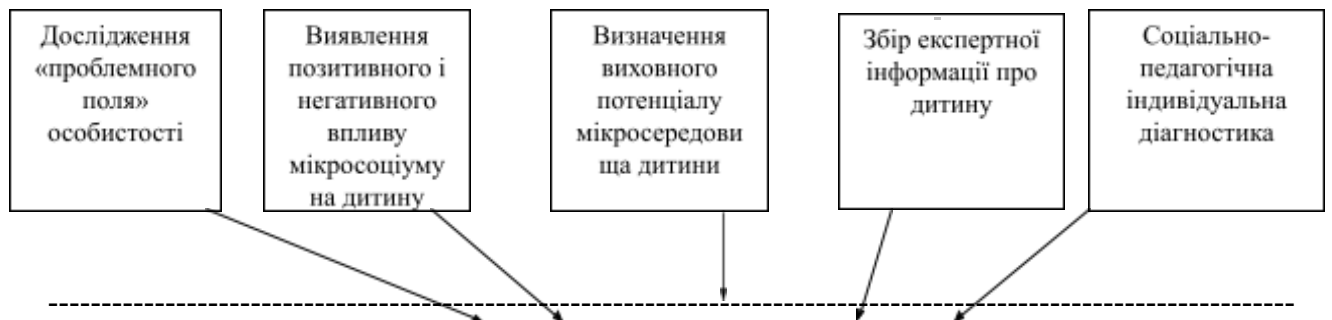 Дослідження
«проблемного
поля»
особистості
Виявлення
позитивного і
негативного
впливу
мікросоціуму
на дитину
Визначення
виховного
потенціалу
мікросередови
ща дитини
Збір експертної
інформації про
дитину
Соціально-
педагогічна
індивідуальна
діагностика